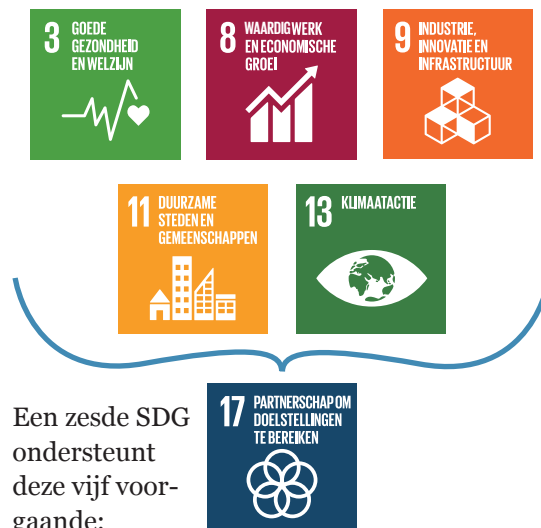 3 GOEDE
GEZONDHEID
EN WELZIJN
8 WAARDIG WERK
EN ECONOMISCHE
GROEI
9 INDUSTRIE,
INNOVATIE EN
INFRASTRUCTUUR
11 DUURZAME
STEDEN EN
GEMEENSCHAPPEN
13 KLIMAATACTIE
Een zesde SDG
ondersteunt
deze vijf voor-
gaande:
17 PARTNERSCHAP OM
DOELSTELLINGEN
TE BEREIKEN